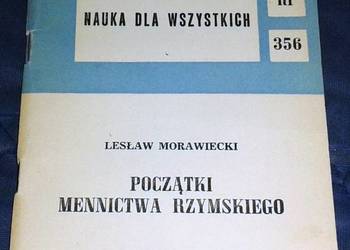 NAUKA DLA WSZYSTKICH
356
LESŁAW MORAWIECKI
POCZĄTKI
MENNICTWA RZYMSKIEGO